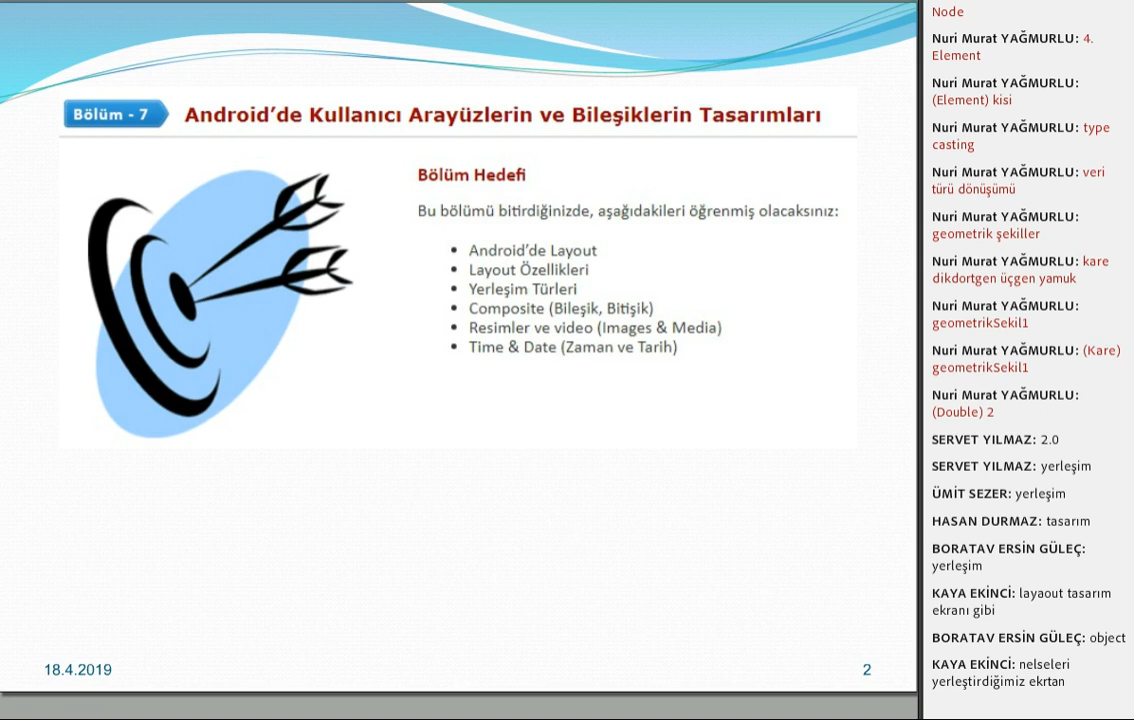 Bölüm - 7
Android’de Kullanıcı Arayüzlerin ve Bileşiklerin Tasarımları
Bölüm Hedefi
Bu bölümü bitirdiğinizde, aşağıdakileri öğrenmiş olacaksınız:
• Android’de Layout
• Layout Özellikleri
• Yerleşim Türleri
• Composite (Bileşik, Bitişik)
• Resimler ve video (Images & Media)
• Time & Date (Zaman ve Tarih)
18.4.2019
2
Node
Nuri Murat YAĞMURLU: 4.
Element
Nuri Murat YAĞMURLU:
(Element) kisi
Nuri Murat YAĞMURLU: type
casting
Nuri Murat YAĞMURLU: veri
türü dönüşümü
Nuri Murat YAĞMURLU:
geometrik şekiller
Nuri Murat YAĞMURLU: kare
dikdortgen üçgen yamuk
Nuri Murat YAĞMURLU:
geometrikSekil1
Nuri Murat YAĞMURLU: (Kare)
geometrikSekil1
Nuri Murat YAĞMURLU:
(Double) 2
SERVET YILMAZ: 2.0
SERVET YILMAZ: yerleşim
ÜMİT SEZER: yerleşim
HASAN DURMAZ: tasarım
BORATAV ERSİN GÜLEÇ:
yerleşim
KAYA EKİNCİ: layaout tasarım
ekranı gibi
BORATAV ERSİN GÜLEÇ: object
KAYA EKİNCİ: nelseleri
yerleştirdiğimiz ekrtan